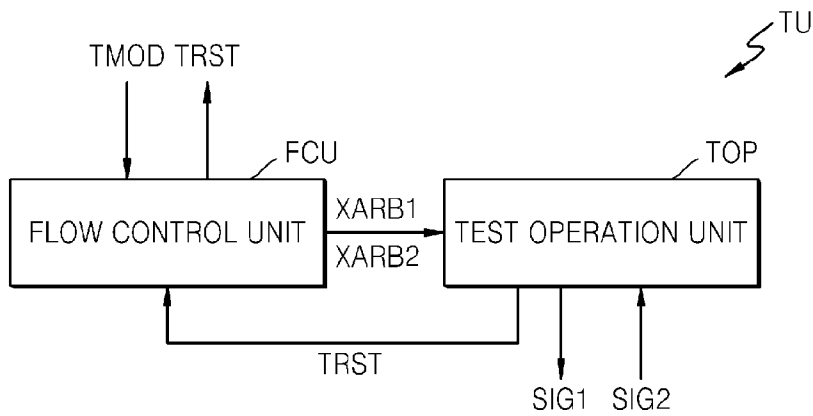 TU
TMOD TRST
FCU
TOP
FLOW CONTROL UNIT
XARB1
XARB2
TEST OPERATION UNIT
TRST
SIG1 SIG2